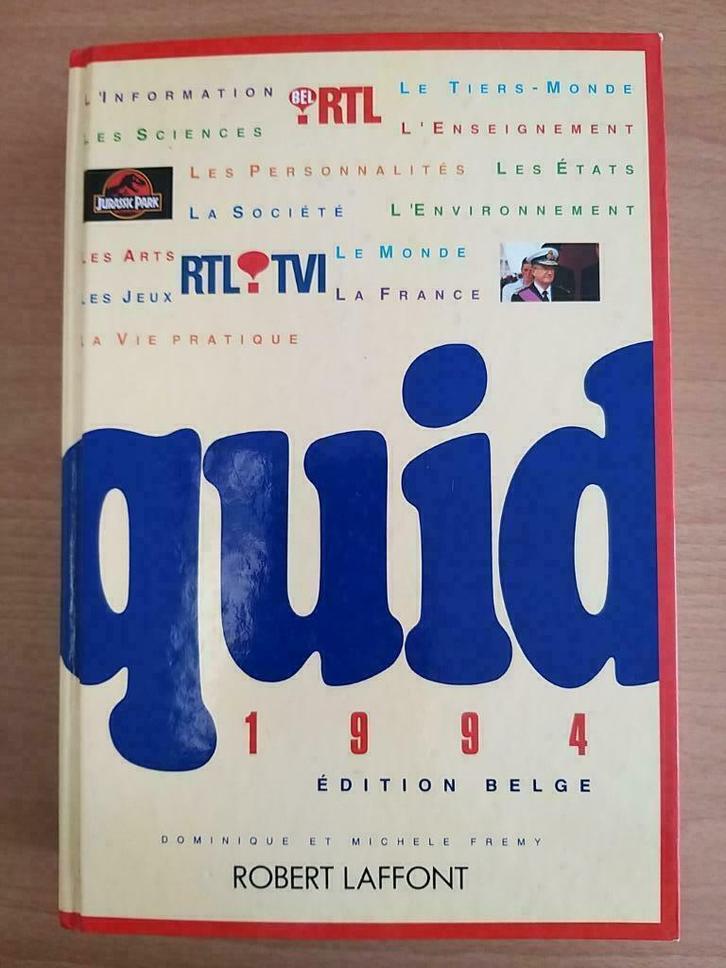 L'INFORMATION BEL RTL LE TIERS-MONDE
LES SCIENCES L'ENSEIGNEMENT
JURASSIC PARK LES PERSONNALITÉS LES ÉTATS
LA SOCIÉTÉ L'ENVIRONNEMENT
LES ARTS RTL TVI LE MONDE
LES JEUX LA FRANCE
LA VIE PRATIQUE
quid
1994
ÉDITION BELGE
DOMINIQUE ET MICHELE FREMY
ROBERT LAFFONT